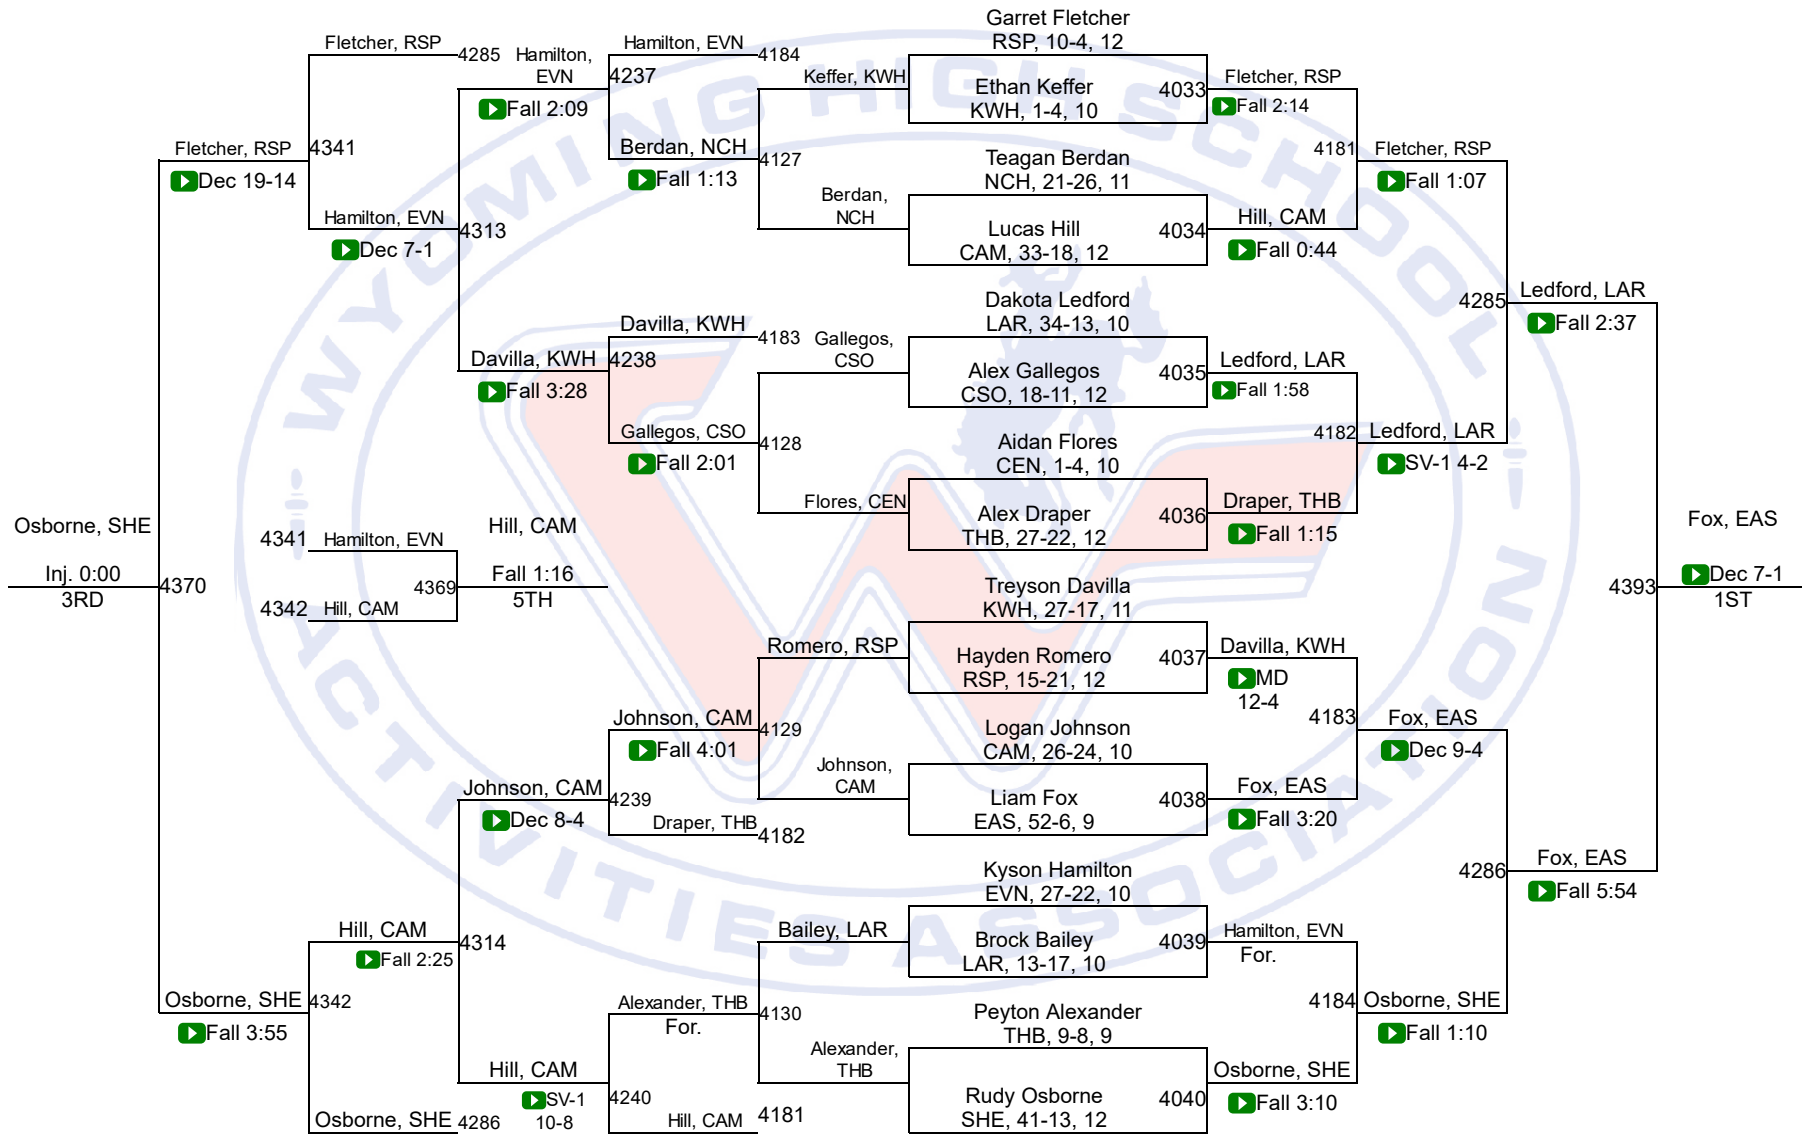 Garret Fletcher
RSP, 10-4, 12
Fletcher, RSP
4285
Hamilton,
EVN
Hamilton, EVN
4184
4237
Fall 2:09
Keffer, KWH
Ethan Keffer
KWH, 1-4, 10
4033
Fletcher, RSP
Fall 2:14
Fletcher, RSP
4341
Dec 19-14
Berdan, NCH
4127
Fall 1:13
Teagan Berdan
NCH, 21-26, 11
4181
Fletcher, RSP
Fall 1:07
Hamilton, EVN
4313
Dec 7-1
Berdan,
NCH
Lucas Hill
CAM, 33-18, 12
4034
Hill, CAM
Fall 0:44
Dakota Ledford
LAR, 34-13, 10
4285
Ledford, LAR
Fall 2:37
Davilla, KWH
4183
Gallegos,
CSO
Davilla, KWH
4238
Fall 3:28
Alex Gallegos
CSO, 18-11, 12
4035
Ledford, LAR
Fall 1:58
Gallegos, CSO
4128
Fall 2:01
Aidan Flores
CEN, 1-4, 10
4182
Ledford, LAR
SV-1 4-2
Flores, CEN
Alex Draper
THB, 27-22, 12
4036
Draper, THB
Fall 1:15
Osborne, SHE
Inj. 0:00
3RD
4370
4341
Hamilton, EVN
4342
Hill, CAM
4369
Hill, CAM
Fall 1:16
5TH
Fox, EAS
4393
Dec 7-1
1ST
Treyson Davilla
KWH, 27-17, 11
Romero, RSP
Hayden Romero
RSP, 15-21, 12
4037
Davilla, KWH
MD
12-4
Johnson, CAM
4129
Fall 4:01
Logan Johnson
CAM, 26-24, 10
4183
Fox, EAS
Dec 9-4
Johnson, CAM
4239
Dec 8-4
Johnson,
CAM
Liam Fox
EAS, 52-6, 9
4038
Fox, EAS
Fall 3:20
Draper, THB
4182
Kyson Hamilton
EVN, 27-22, 10
4286
Fox, EAS
Fall 5:54
Hill, CAM
4314
Fall 2:25
Bailey, LAR
Brock Bailey
LAR, 13-17, 10
4039
Hamilton, EVN
For.
Osborne, SHE
4342
Fall 3:55
Alexander, THB
4130
For.
Peyton Alexander
THB, 9-8, 9
4184
Osborne, SHE
Fall 1:10
Hill, CAM
4240
SV-1
10-8
Alexander,
THB
Rudy Osborne
SHE, 41-13, 12
4040
Osborne, SHE
Fall 3:10
Osborne, SHE
4286
Hill, CAM
4181
WYOMING HIGH SCHOOL
ACTIVITIES ASSOCIATION